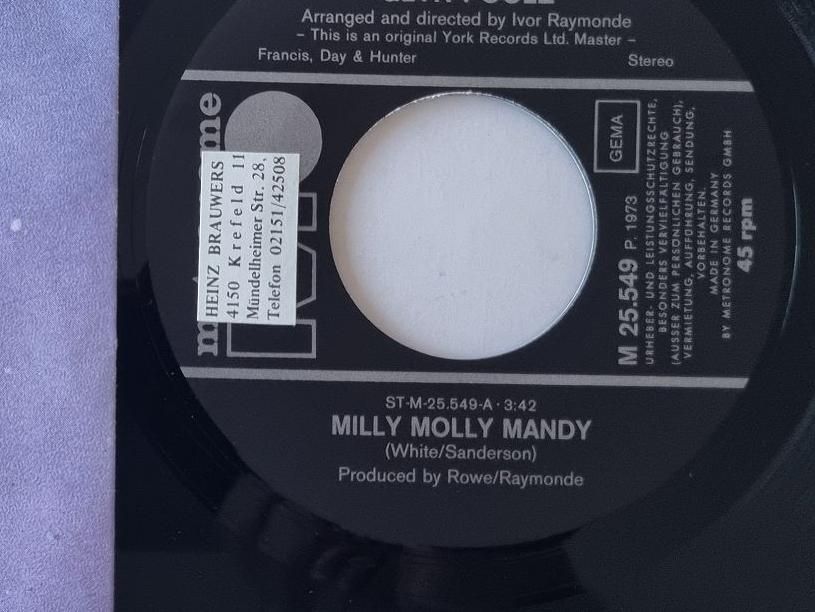 Arranged and directed by Ivor Raymonde
– This is an original York Records Ltd. Master –
Francis, Day & Hunter
Stereo
HEINZ BRAUWERS
4150 Krefeld 11
Mündelheimer Str. 28,
Telefon 02151/42508
GEMA
M 25.549 P. 1973
URHEBER- UND LEISTUNGSSCHUTZRECHTE,
BESONDERS VERVIELFÄLTIGUNG
(AUSSER ZUM PERSÖNLICHEN GEBRAUCH),
VERMIETUNG, AUFFÜHRUNG, SENDUNG,
VORBEHALTEN.
MADE IN GERMANY
BY METRONOME RECORDS GMBH
45 rpm
ST-M-25.549-A · 3:42
MILLY MOLLY MANDY
(White/Sanderson)
Produced by Rowe/Raymonde